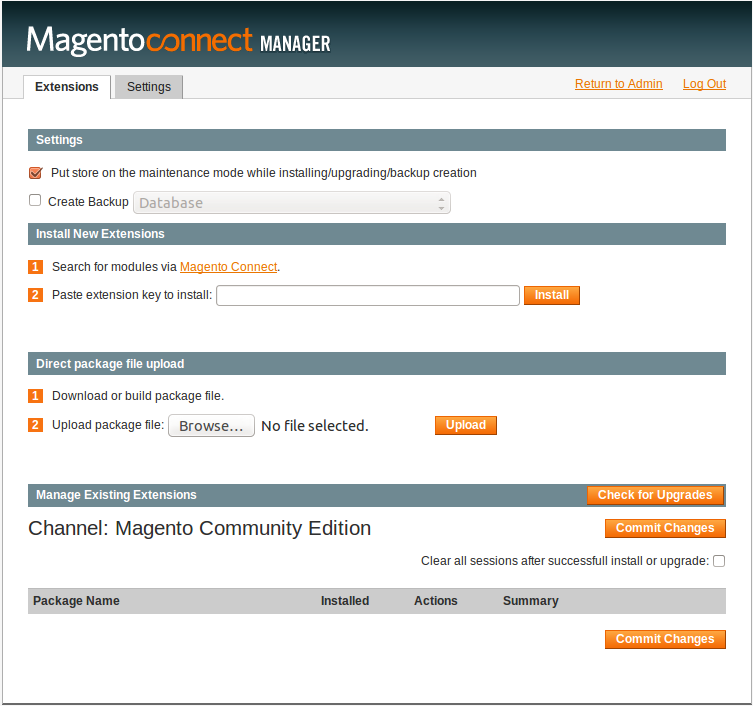 Magentoconnect MANAGER
Extensions Settings Return to Admin Log Out
Settings
Put store on the maintenance mode while installing/upgrading/backup creation
Create Backup Database
Install New Extensions
1 Search for modules via Magento Connect.
2 Paste extension key to install: Install
Direct package file upload
1 Download or build package file.
2 Upload package file: Browse... No file selected. Upload
Manage Existing Extensions Check for Upgrades
Channel: Magento Community Edition Commit Changes
Clear all sessions after successfull install or upgrade:
Package Name Installed Actions Summary
Commit Changes